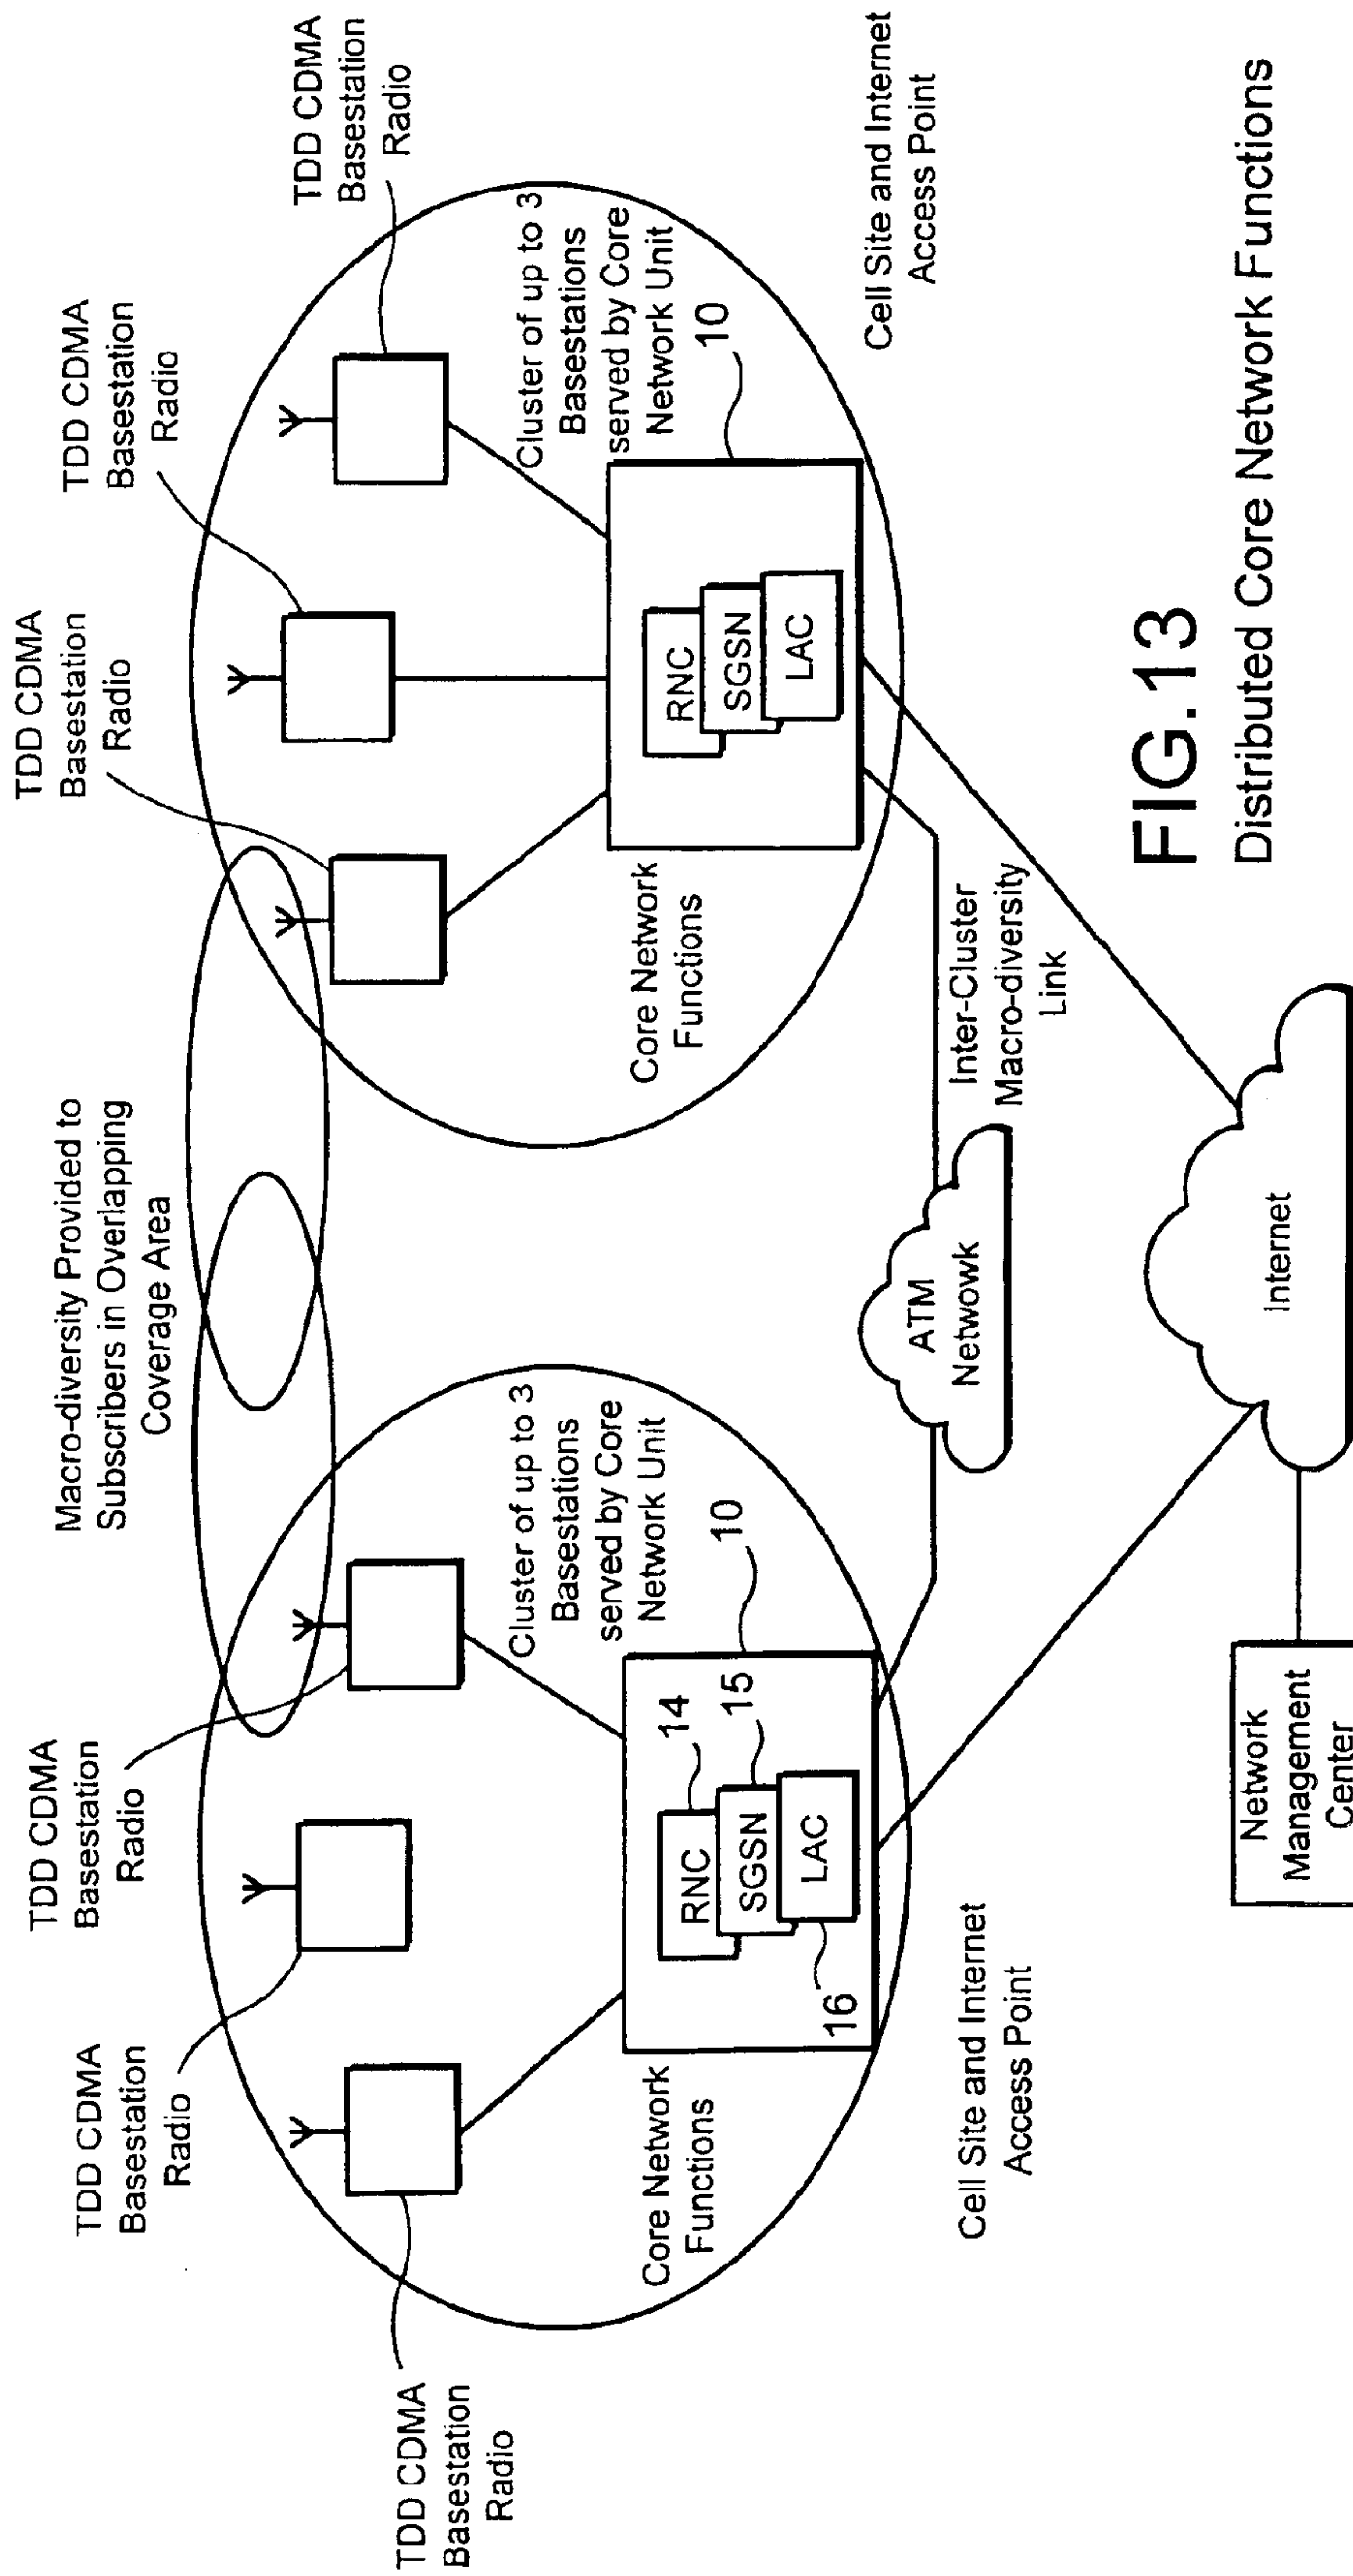 Macro-diversity Provided to
Subscribers in Overlapping
Coverage Area
TDD CDMA
Basestation
Radio
TDD CDMA
Basestation
Radio
TDD CDMA
Basestation
Radio
TDD CDMA
Basestation
Radio
TDD CDMA
Basestation
Radio
TDD CDMA
Basestation
Radio
Cluster of up to 3
Basestations
served by Core
Network Unit
10
Core Network
Functions
RNC
SGSN
LAC
14
15
16
Cell Site and Internet
Access Point
Cluster of up to 3
Basestations
served by Core
Network Unit
10
Core Network
Functions
RNC
SGSN
LAC
Cell Site and Internet
Access Point
Inter-Cluster
Macro-diversity
Link
ATM
Netwowk
Internet
Network
Management
Center
FIG.13
Distributed Core Network Functions